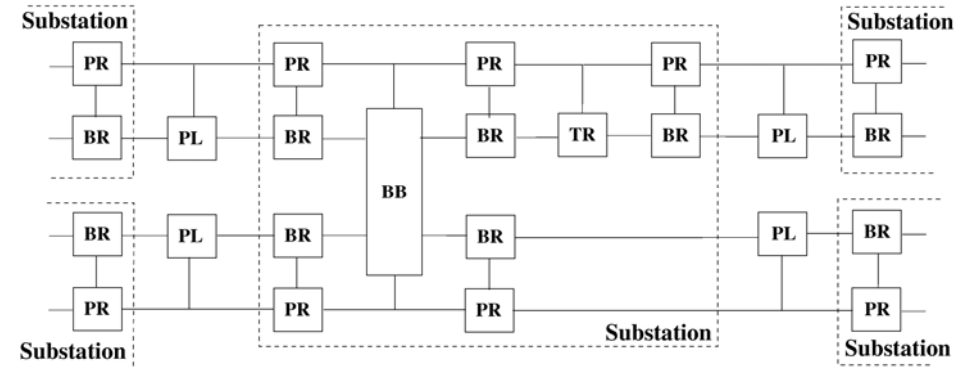 Substation Substation
PR PR PR PR PR
BR PL BR BR TR BR PL BR
BB
BR PL BR BR PL BR
PR PR PR PR
Substation Substation Substation